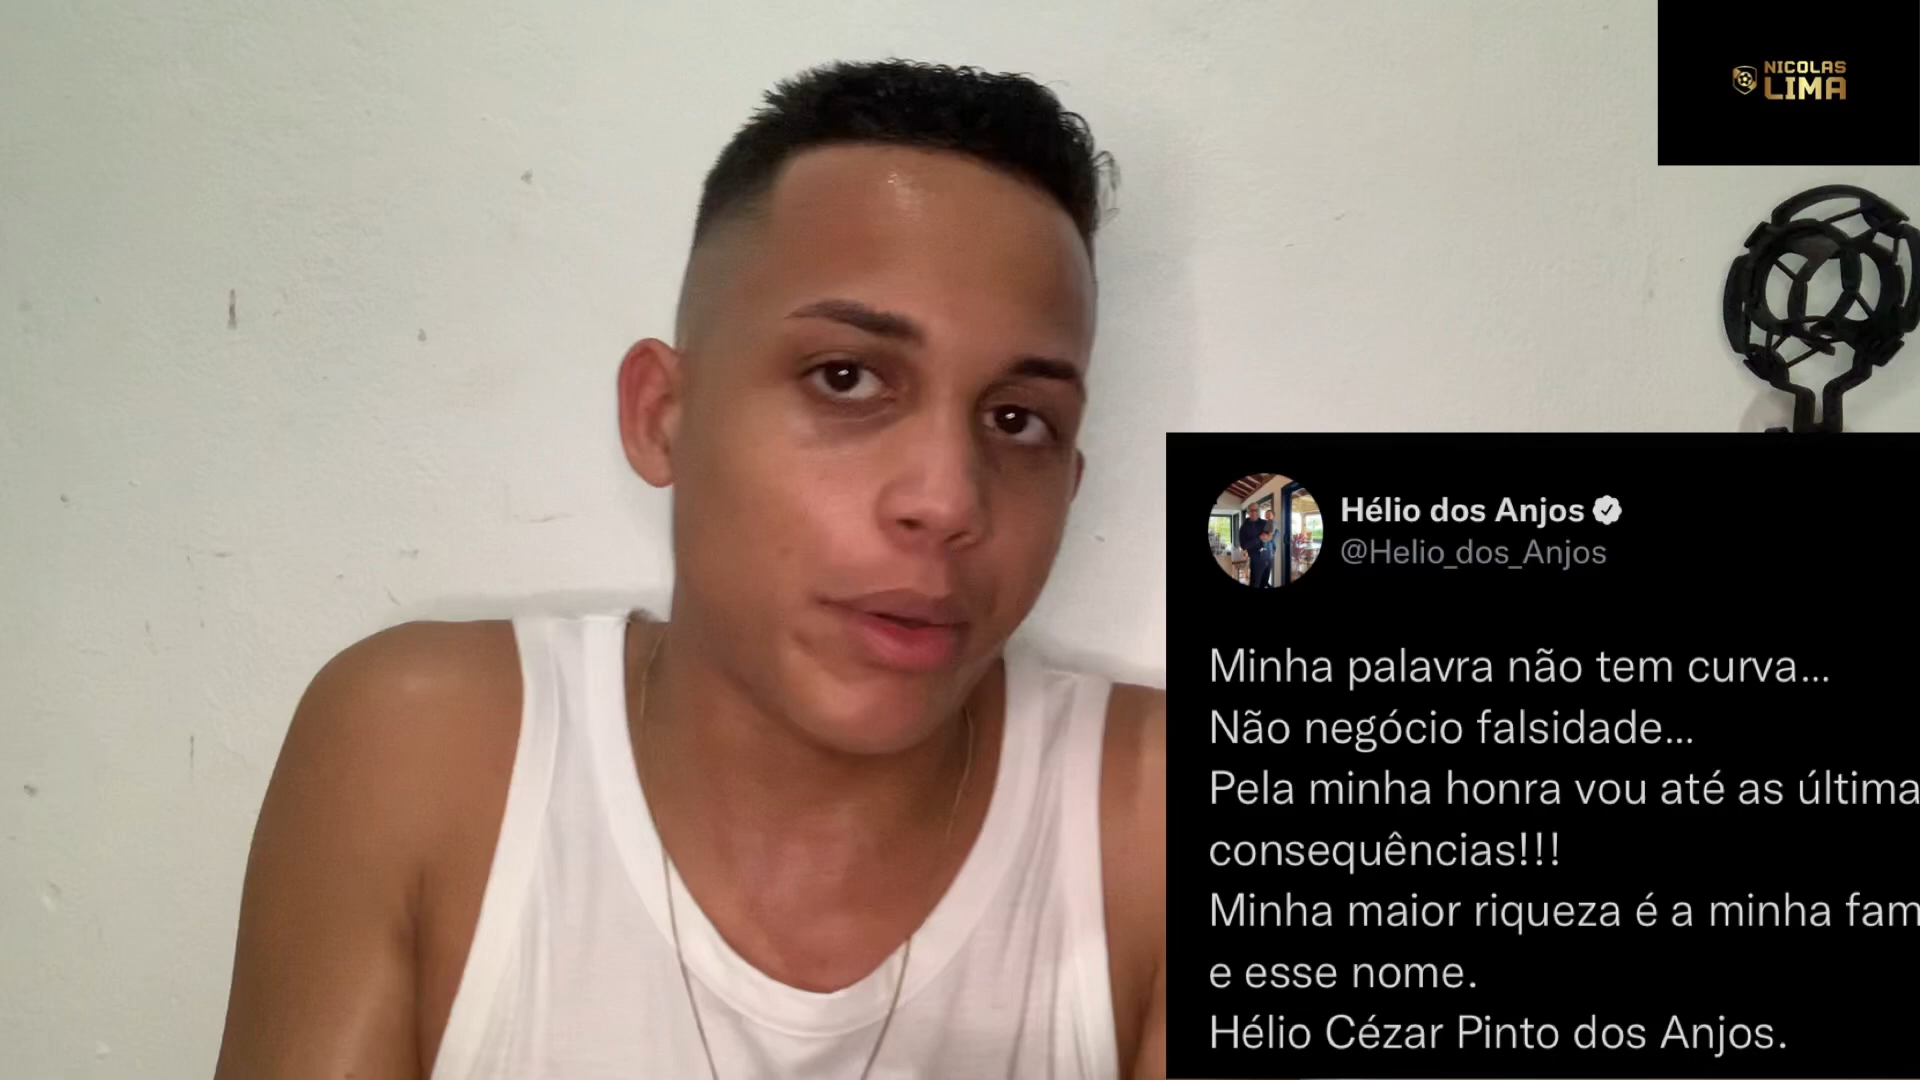 NICOLAS
LIMA
Hélio dos Anjos
@Helio_dos_Anjos
Minha palavra não tem curva...
Não negócio falsidade...
Pela minha honra vou até as última
consequências!!!
Minha maior riqueza é a minha fam
e esse nome.
Hélio Cézar Pinto dos Anjos.